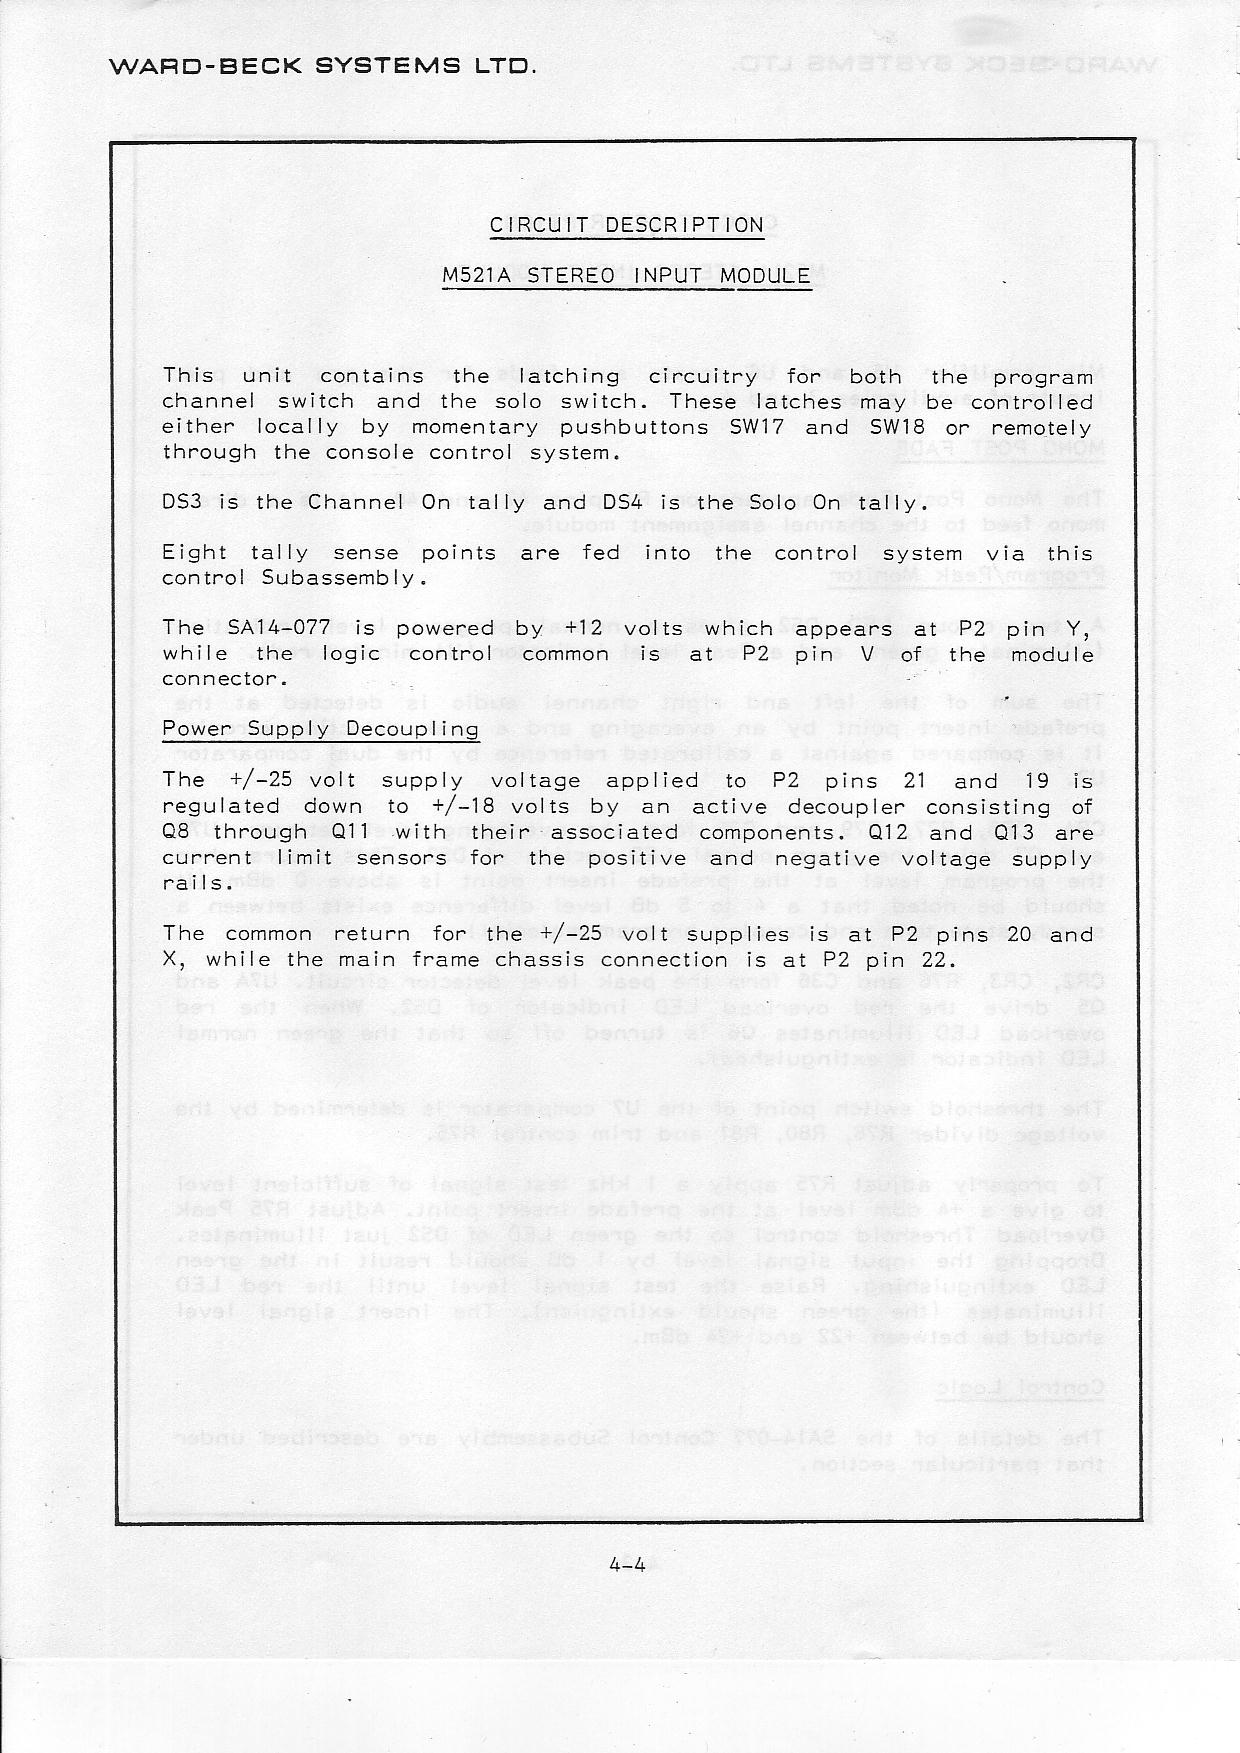 WARD-BECK SYSTEMS LTD.
CIRCUIT DESCRIPTION
M521A STEREO INPUT MODULE
This unit contains the latching circuitry for both the program
channel switch and the solo switch. These latches may be controlled
either locally by momentary pushbuttons SW17 and SW18 or remotely
through the console control system.
DS3 is the Channel On tally and DS4 is the Solo On tally.
Eight tally sense points are fed into the control system via this
control Subassembly.
The SA14-077 is powered by +12 volts which appears at P2 pin Y,
while the logic control common is at P2 pin V of the module
connector.
Power Supply Decoupling
The +/-25 volt supply voltage applied to P2 pins 21 and 19 is
regulated down to +/-18 volts by an active decoupler consisting of
Q8 through Q11 with their associated components. Q12 and Q13 are
current limit sensors for the positive and negative voltage supply
rails.
The common return for the +/-25 volt supplies is at P2 pins 20 and
X, while the main frame chassis connection is at P2 pin 22.
4-4